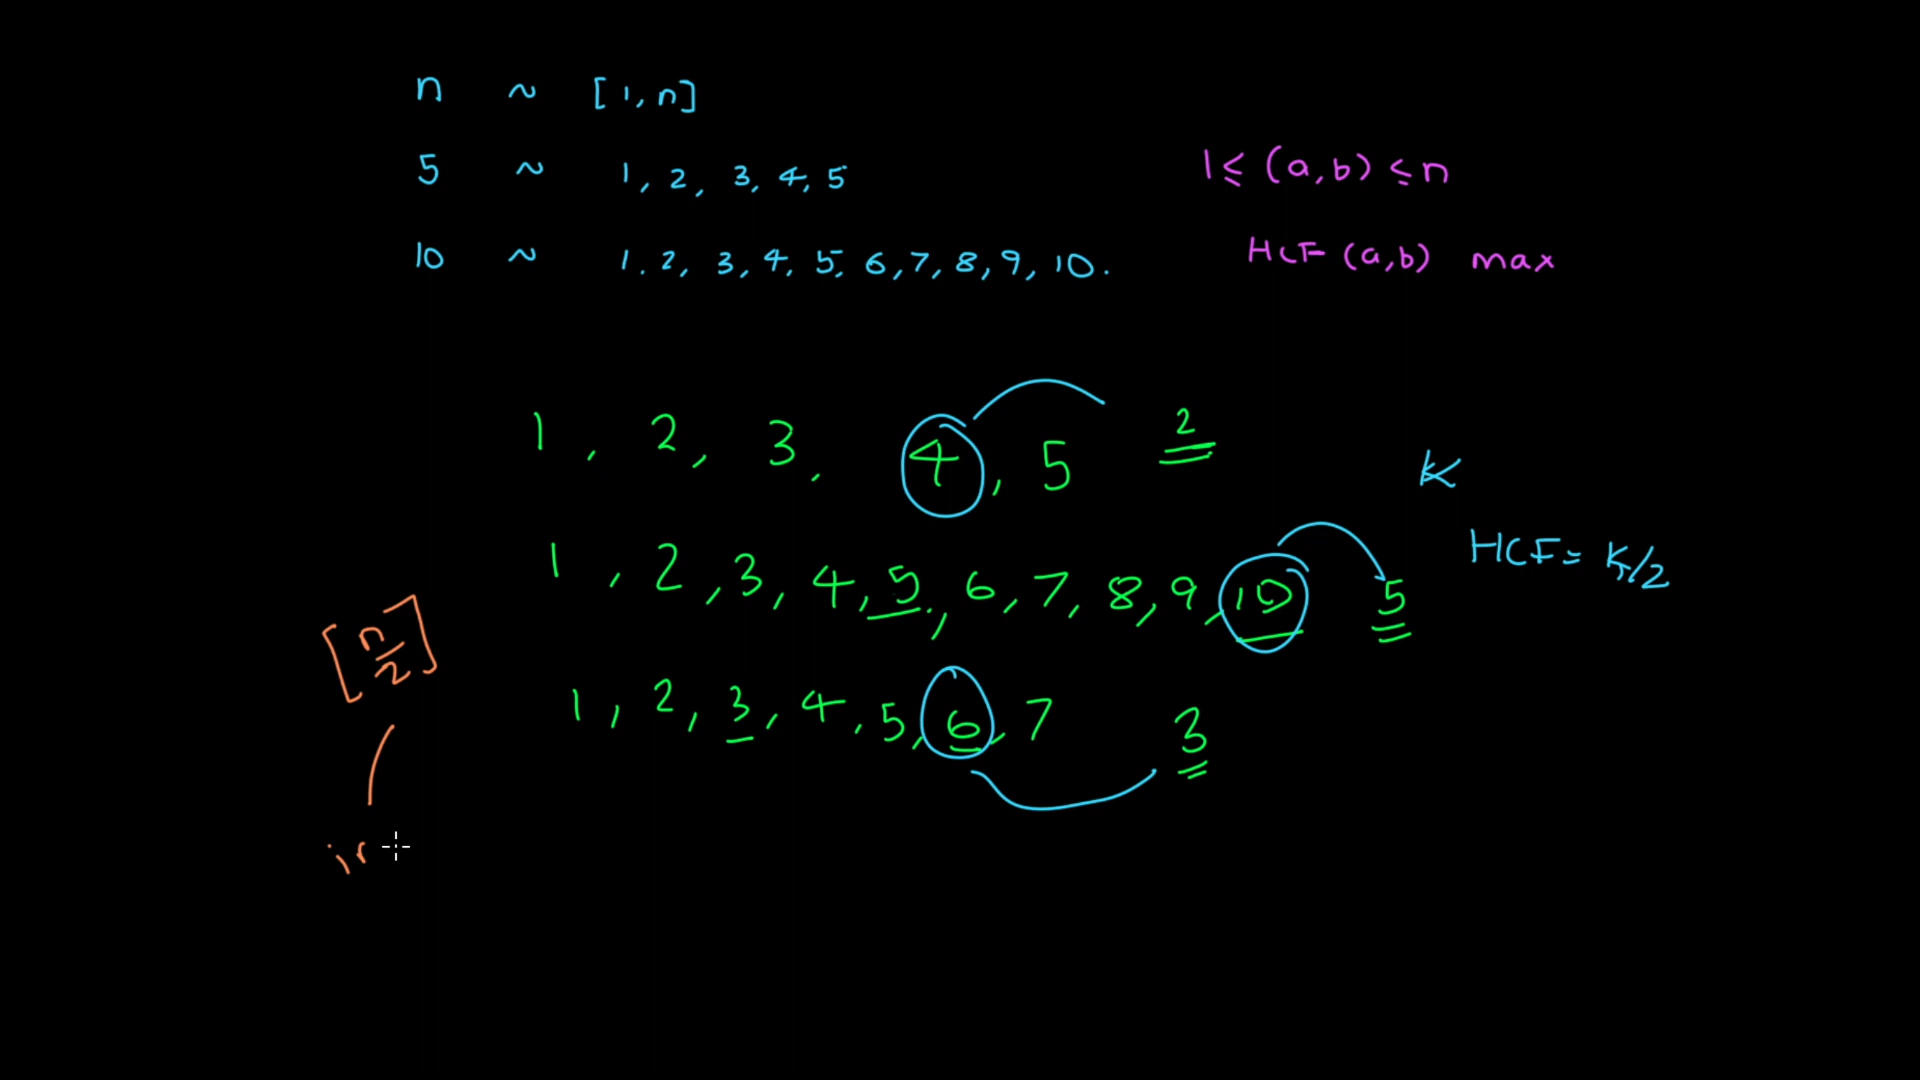 n ~ [1, n]
5 ~ 1, 2, 3, 4, 5
1 ≤ (a, b) ≤ n
10 ~ 1. 2, 3, 4, 5, 6, 7, 8, 9, 10.
HCF (a, b) max
1, 2, 3, 4, 5 2
K
1, 2, 3, 4, 5, 6, 7, 8, 9, 10 5
HCF = K/2
[n/2]
1, 2, 3, 4, 5, 6, 7 3